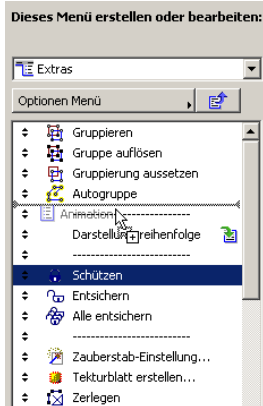 Dieses Menü erstellen oder bearbeiten:
Extras
Optionen Menü
Gruppieren
Gruppe auflösen
Gruppierung aussetzen
Autogruppe
Animation
--------------------
Darstellungsreihenfolge
--------------------
Schützen
Entsichern
Alle entsichern
--------------------
Zauberstab-Einstellung...
Tekturblatt erstellen...
Zerlegen